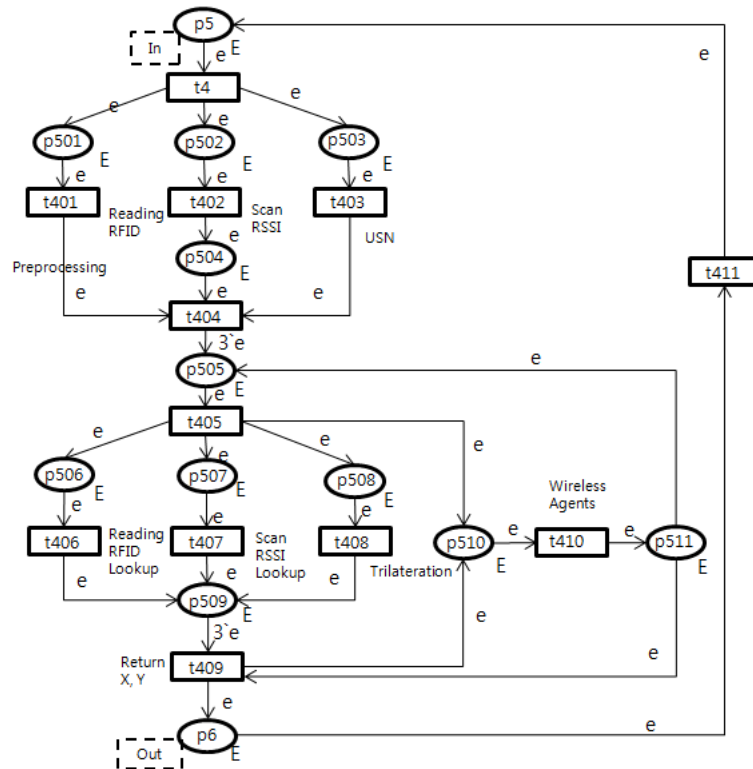 p5
E
In
e
e
t4
e
e
e
p501
E
p502
E
p503
E
e
e
e
t401
Reading
RFID
t402
Scan
RSSI
t403
USN
e
p504
E
Preprocessing
t411
e
e
e
t404
3`e
e
p505
E
e
t405
e
e
e
e
p506
E
p507
E
p508
E
Wireless
Agents
e
e
e
t406
Reading
RFID
Lookup
t407
Scan
RSSI
Lookup
t408
Trilateration
p510
E
e
t410
e
p511
E
e
e
e
p509
E
3`e
e
Return
X, Y
t409
e
e
p6
E
Out
e